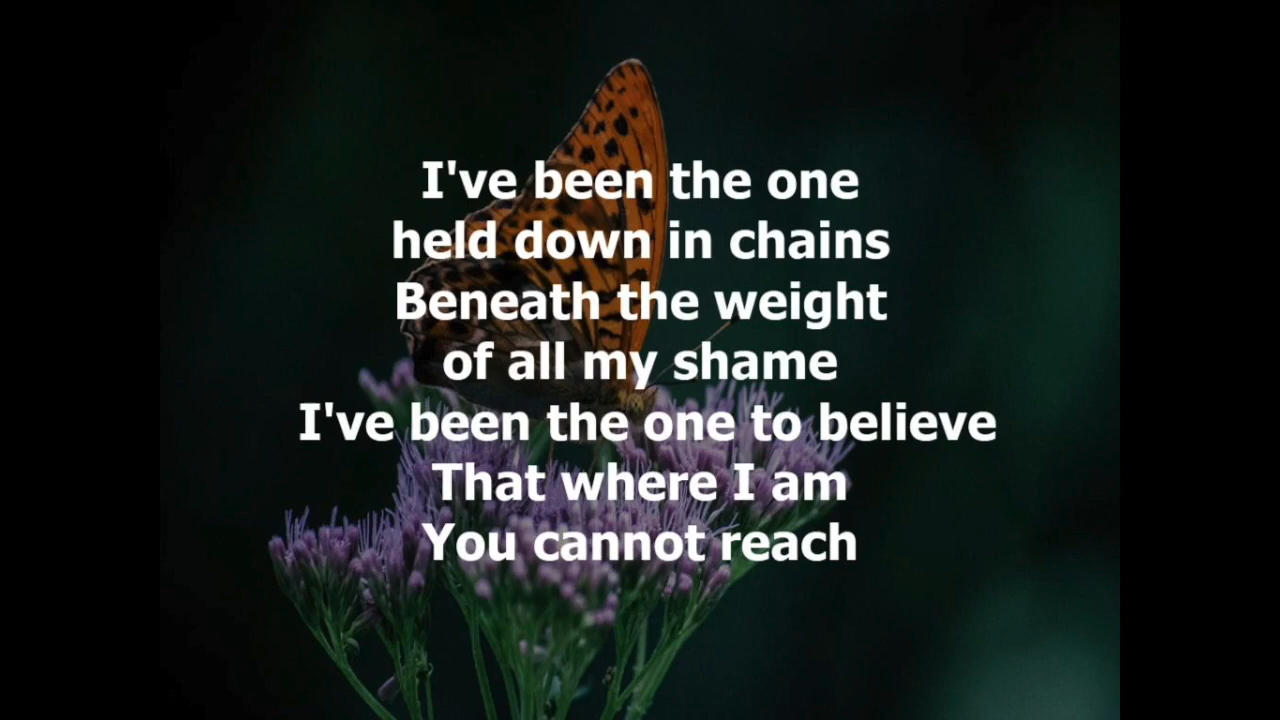 I've been the one
held down in chains
Beneath the weight
of all my shame
I've been the one to believe
That where I am
You cannot reach